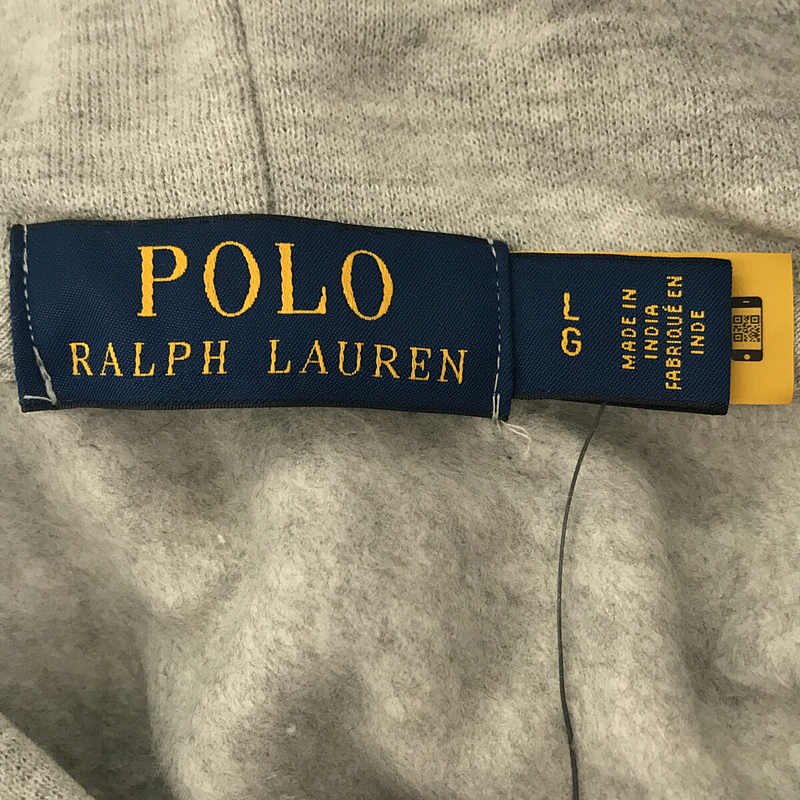 POLO
RALPH LAUREN
LG
MADE IN
INDIA
FABRIQUÉ EN
INDE